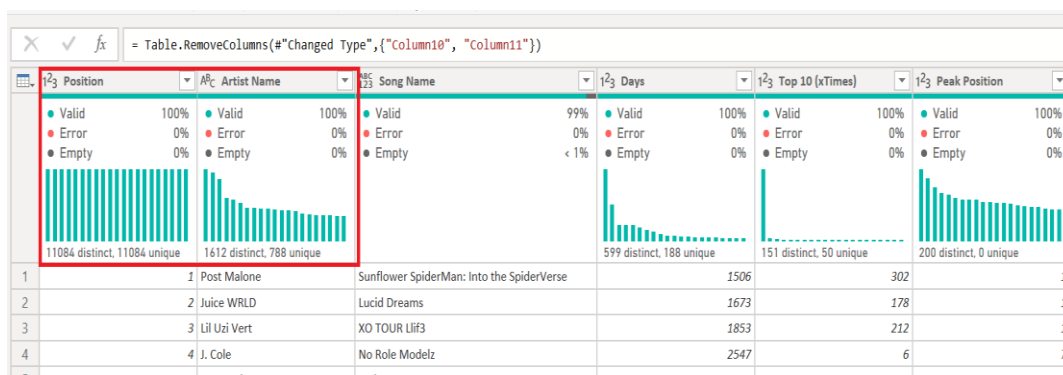 fx = Table.RemoveColumns(#"Changed Type",{"Column10", "Column11"})
1²3 Position ABC Artist Name ABC123 Song Name 1²3 Days 1²3 Top 10 (xTimes) 1²3 Peak Position
Valid 100% Valid 100% Valid 99% Valid 100% Valid 100% Valid 100%
Error 0% Error 0% Error 0% Error 0% Error 0% Error 0%
Empty 0% Empty 0% Empty < 1% Empty 0% Empty 0% Empty 0%
11084 distinct, 11084 unique 1612 distinct, 788 unique 599 distinct, 188 unique 151 distinct, 50 unique 200 distinct, 0 unique
1 1 Post Malone Sunflower SpiderMan: Into the SpiderVerse 1506 302
2 2 Juice WRLD Lucid Dreams 1673 178
3 3 Lil Uzi Vert XO TOUR Llif3 1853 212
4 4 J. Cole No Role Modelz 2547 6